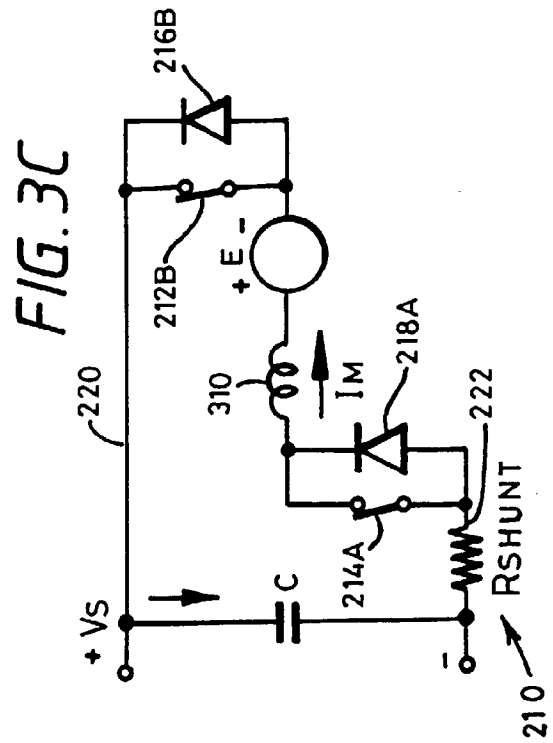 FIG. 3C
220
+ Vs
C
212B
216B
+ E -
310
IM
214A
218A
222
RSHUNT
-
210